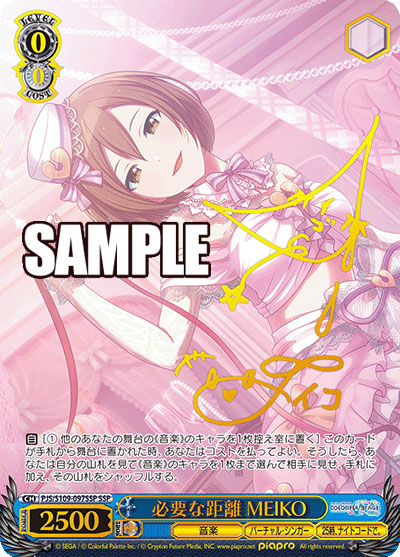 LEVEL
0
0
COST
SAMPLE
メイコ
自 [① 他のあなたの舞台の《音楽》のキャラを1枚控え室に置く] このカード
が手札から舞台に置かれた時、あなたはコストを払ってよい。そうしたら、あ
なたは自分の山札を見て《音楽》のキャラを1枚まで選んで相手に見せ、手札に
加え、その山札をシャッフルする。
CH PJS/S109-097SSP SSP
POWER
2500
SOUL
必要な距離 MEIKO
音楽
バーチャル・シンガー
25時、ナイトコードで。
COLORFUL STAGE!
© SEGA / © Colorful Palette Inc. / © Crypton Future Media, INC. www.piapro.net piapro All rights reserved.